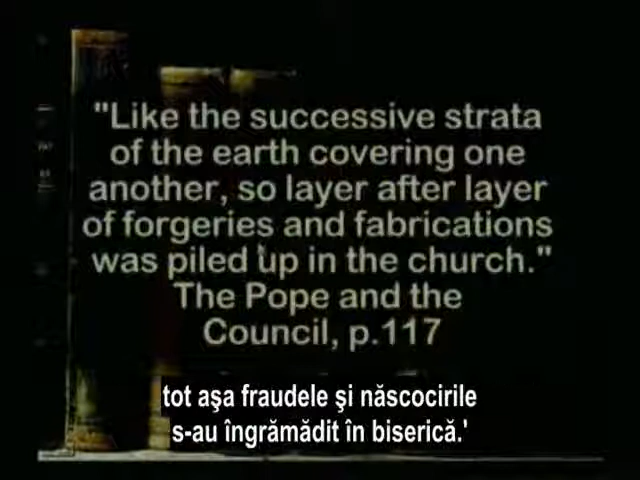 "Like the successive strata
of the earth covering one
another, so layer after layer
of forgeries and fabrications
was piled up in the church."
The Pope and the
Council, p.117
tot aşa fraudele şi născocirile
s-au îngrămădit în biserică.'